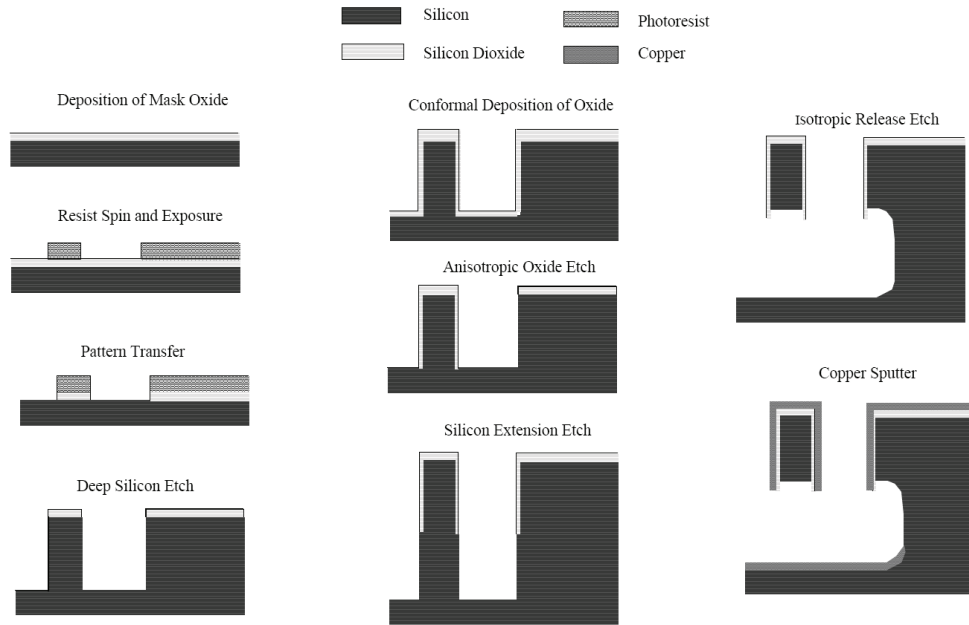 Silicon
Photoresist
Silicon Dioxide
Copper
Deposition of Mask Oxide
Resist Spin and Exposure
Pattern Transfer
Deep Silicon Etch
Conformal Deposition of Oxide
Anisotropic Oxide Etch
Silicon Extension Etch
Isotropic Release Etch
Copper Sputter